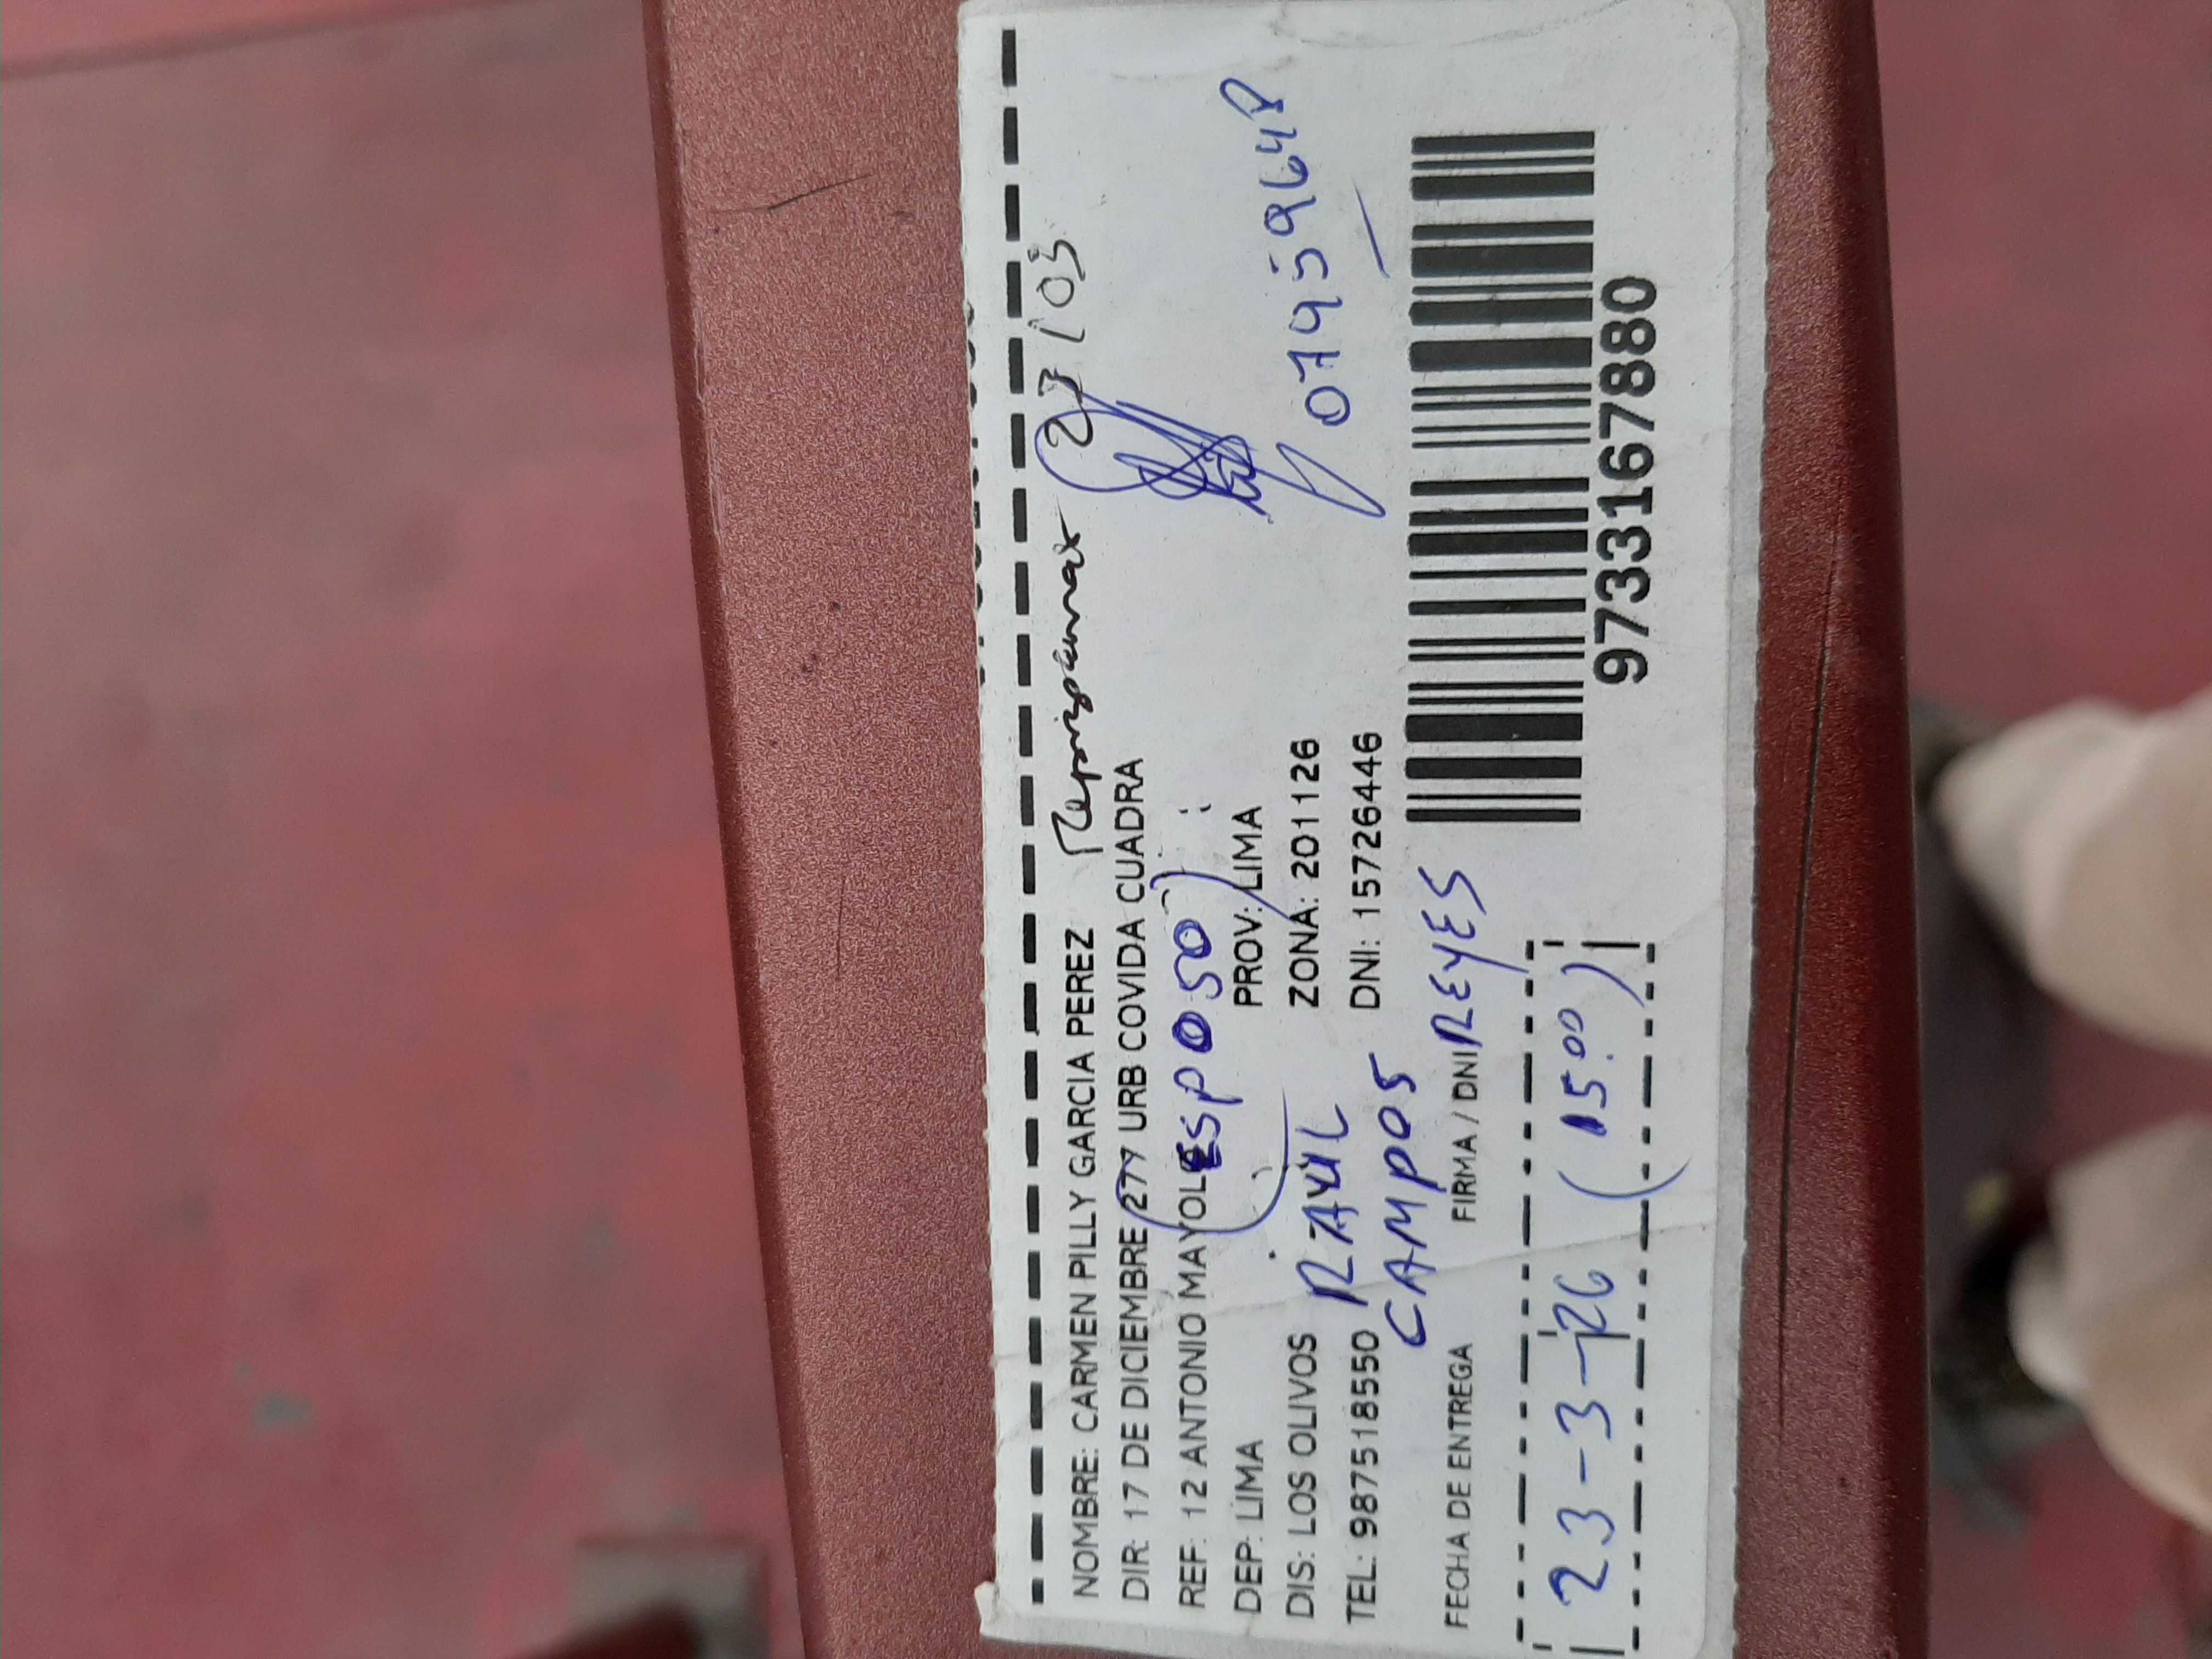 NOMBRE: CARMEN PILLY GARCIA PEREZ
23/03
DIR: 17 DE DICIEMBRE 277 URB COVIDA CUADRA
REF: 12 ANTONIO MAYOLO
(ESPOSO)
DEP: LIMA PROV: LIMA
DIS: LOS OLIVOS ZONA: 201126
RAUL
TEL: 987518550 DNI: 15726446
CAMPOS
REYES
FECHA DE ENTREGA FIRMA / DNI
23-3-26 (15.00)
9733167880